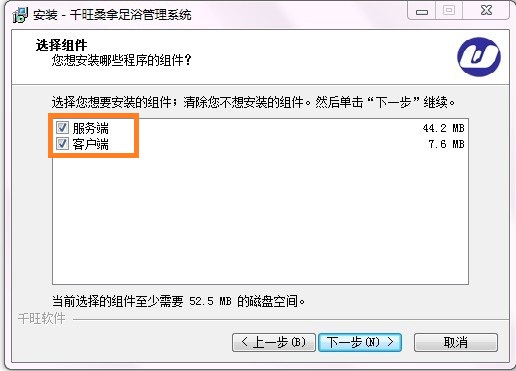 安装 - 千旺桑拿足浴管理系统
选择组件
您想安装哪些程序的组件？
选择您想要安装的组件；清除您不想安装的组件。然后单击“下一步”继续。
服务端 44.2 MB
客户端 7.6 MB
当前选择的组件至少需要 52.5 MB 的磁盘空间。
千旺软件
< 上一步(B) 下一步(N) > 取消